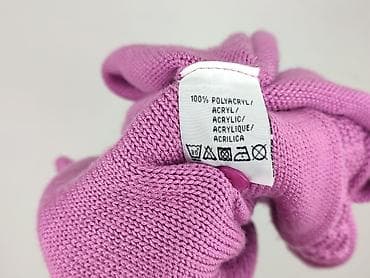 100% POLYACRYL/
ACRYL/
ACRYLIC/
ACRYLIQUE/
ACRILICA